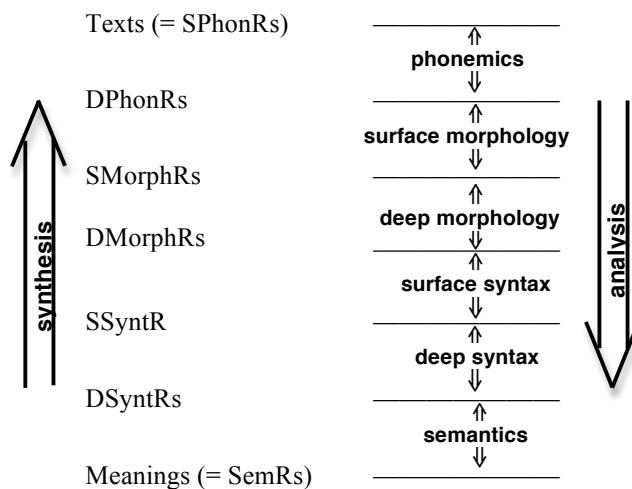 Texts (= SPhonRs)
phonemics
DPhonRs
surface morphology
SMorphRs
deep morphology
DMorphRs
surface syntax
SSyntR
deep syntax
DSyntRs
semantics
Meanings (= SemRs)
synthesis
analysis